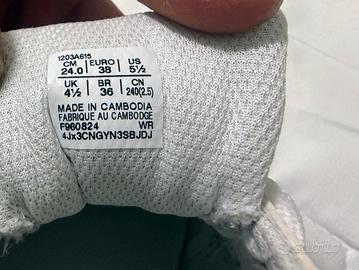 1203A615
CM EURO US
24.0 38 5½
UK BR CN
4½ 36 240(2.5)
MADE IN CAMBODIA
FABRIQUE AU CAMBODGE
F960824 WR
4Jx3CNGYN3SBJDJ
subito